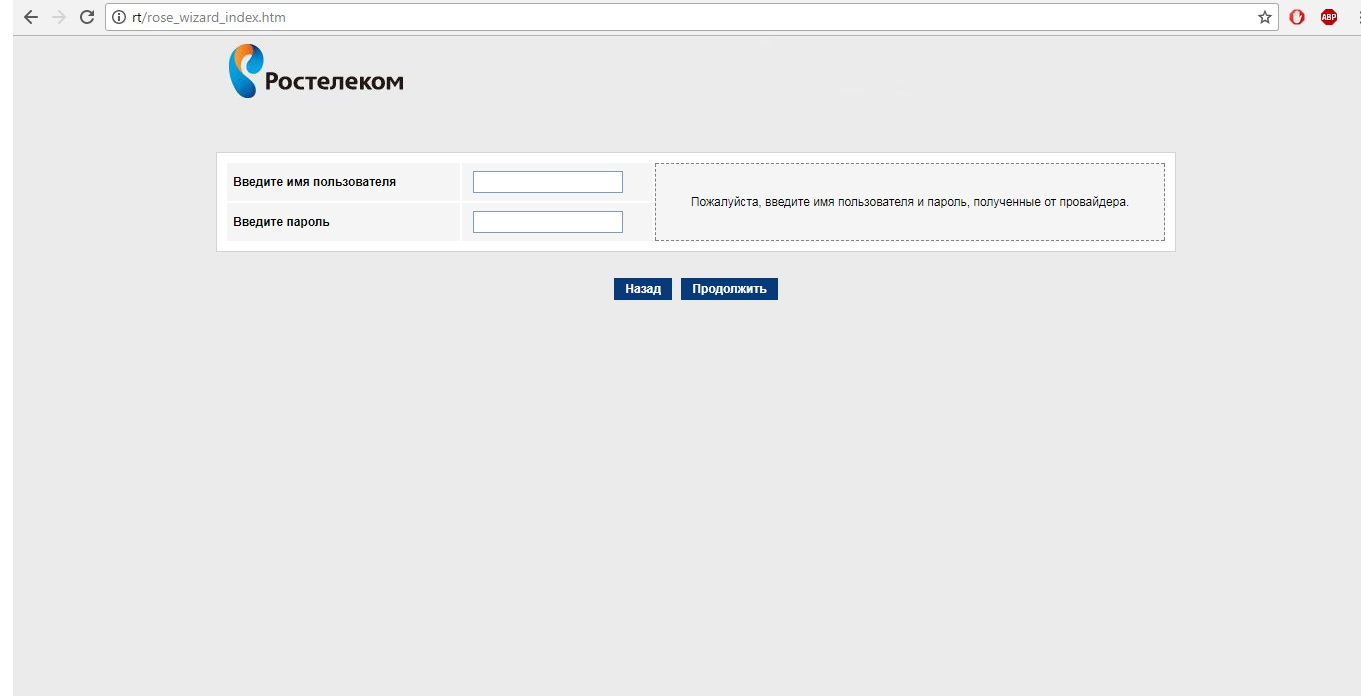 rt/rose_wizard_index.htm
ABP
Ростелеком
Введите имя пользователя
Введите пароль
Пожалуйста, введите имя пользователя и пароль, полученные от провайдера.
Назад
Продолжить